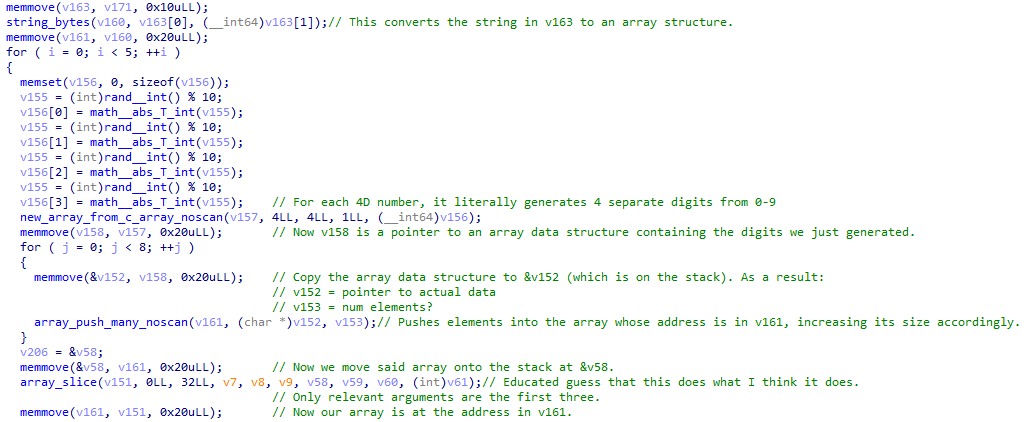 memmove(v163, v171, 0x10uLL);
string_bytes(v160, v163[0], (__int64)v163[1]);// This converts the string in v163 to an array structure.
memmove(v161, v160, 0x20uLL);
for ( i = 0; i < 5; ++i )
{
memset(v156, 0, sizeof(v156));
v155 = (int)rand__int() % 10;
v156[0] = math__abs_T_int(v155);
v155 = (int)rand__int() % 10;
v156[1] = math__abs_T_int(v155);
v155 = (int)rand__int() % 10;
v156[2] = math__abs_T_int(v155);
v155 = (int)rand__int() % 10;
v156[3] = math__abs_T_int(v155); // For each 4D number, it literally generates 4 separate digits from 0-9
new_array_from_c_array_noscan(v157, 4LL, 4LL, 1LL, (__int64)v156);
memmove(v158, v157, 0x20uLL); // Now v158 is a pointer to an array data structure containing the digits we just generated.
for ( j = 0; j < 8; ++j )
{
memmove(&v152, v158, 0x20uLL); // Copy the array data structure to &v152 (which is on the stack). As a result:
// v152 = pointer to actual data
// v153 = num elements?
array_push_many_noscan(v161, (char *)v152, v153);// Pushes elements into the array whose address is in v161, increasing its size accordingly.
}
v206 = &v58;
memmove(&v58, v161, 0x20uLL); // Now we move said array onto the stack at &v58.
array_slice(v151, 0LL, 32LL, v7, v8, v9, v58, v59, v60, (int)v61);// Educated guess that this does what I think it does.
// Only relevant arguments are the first three.
memmove(v161, v151, 0x20uLL); // Now our array is at the address in v161.